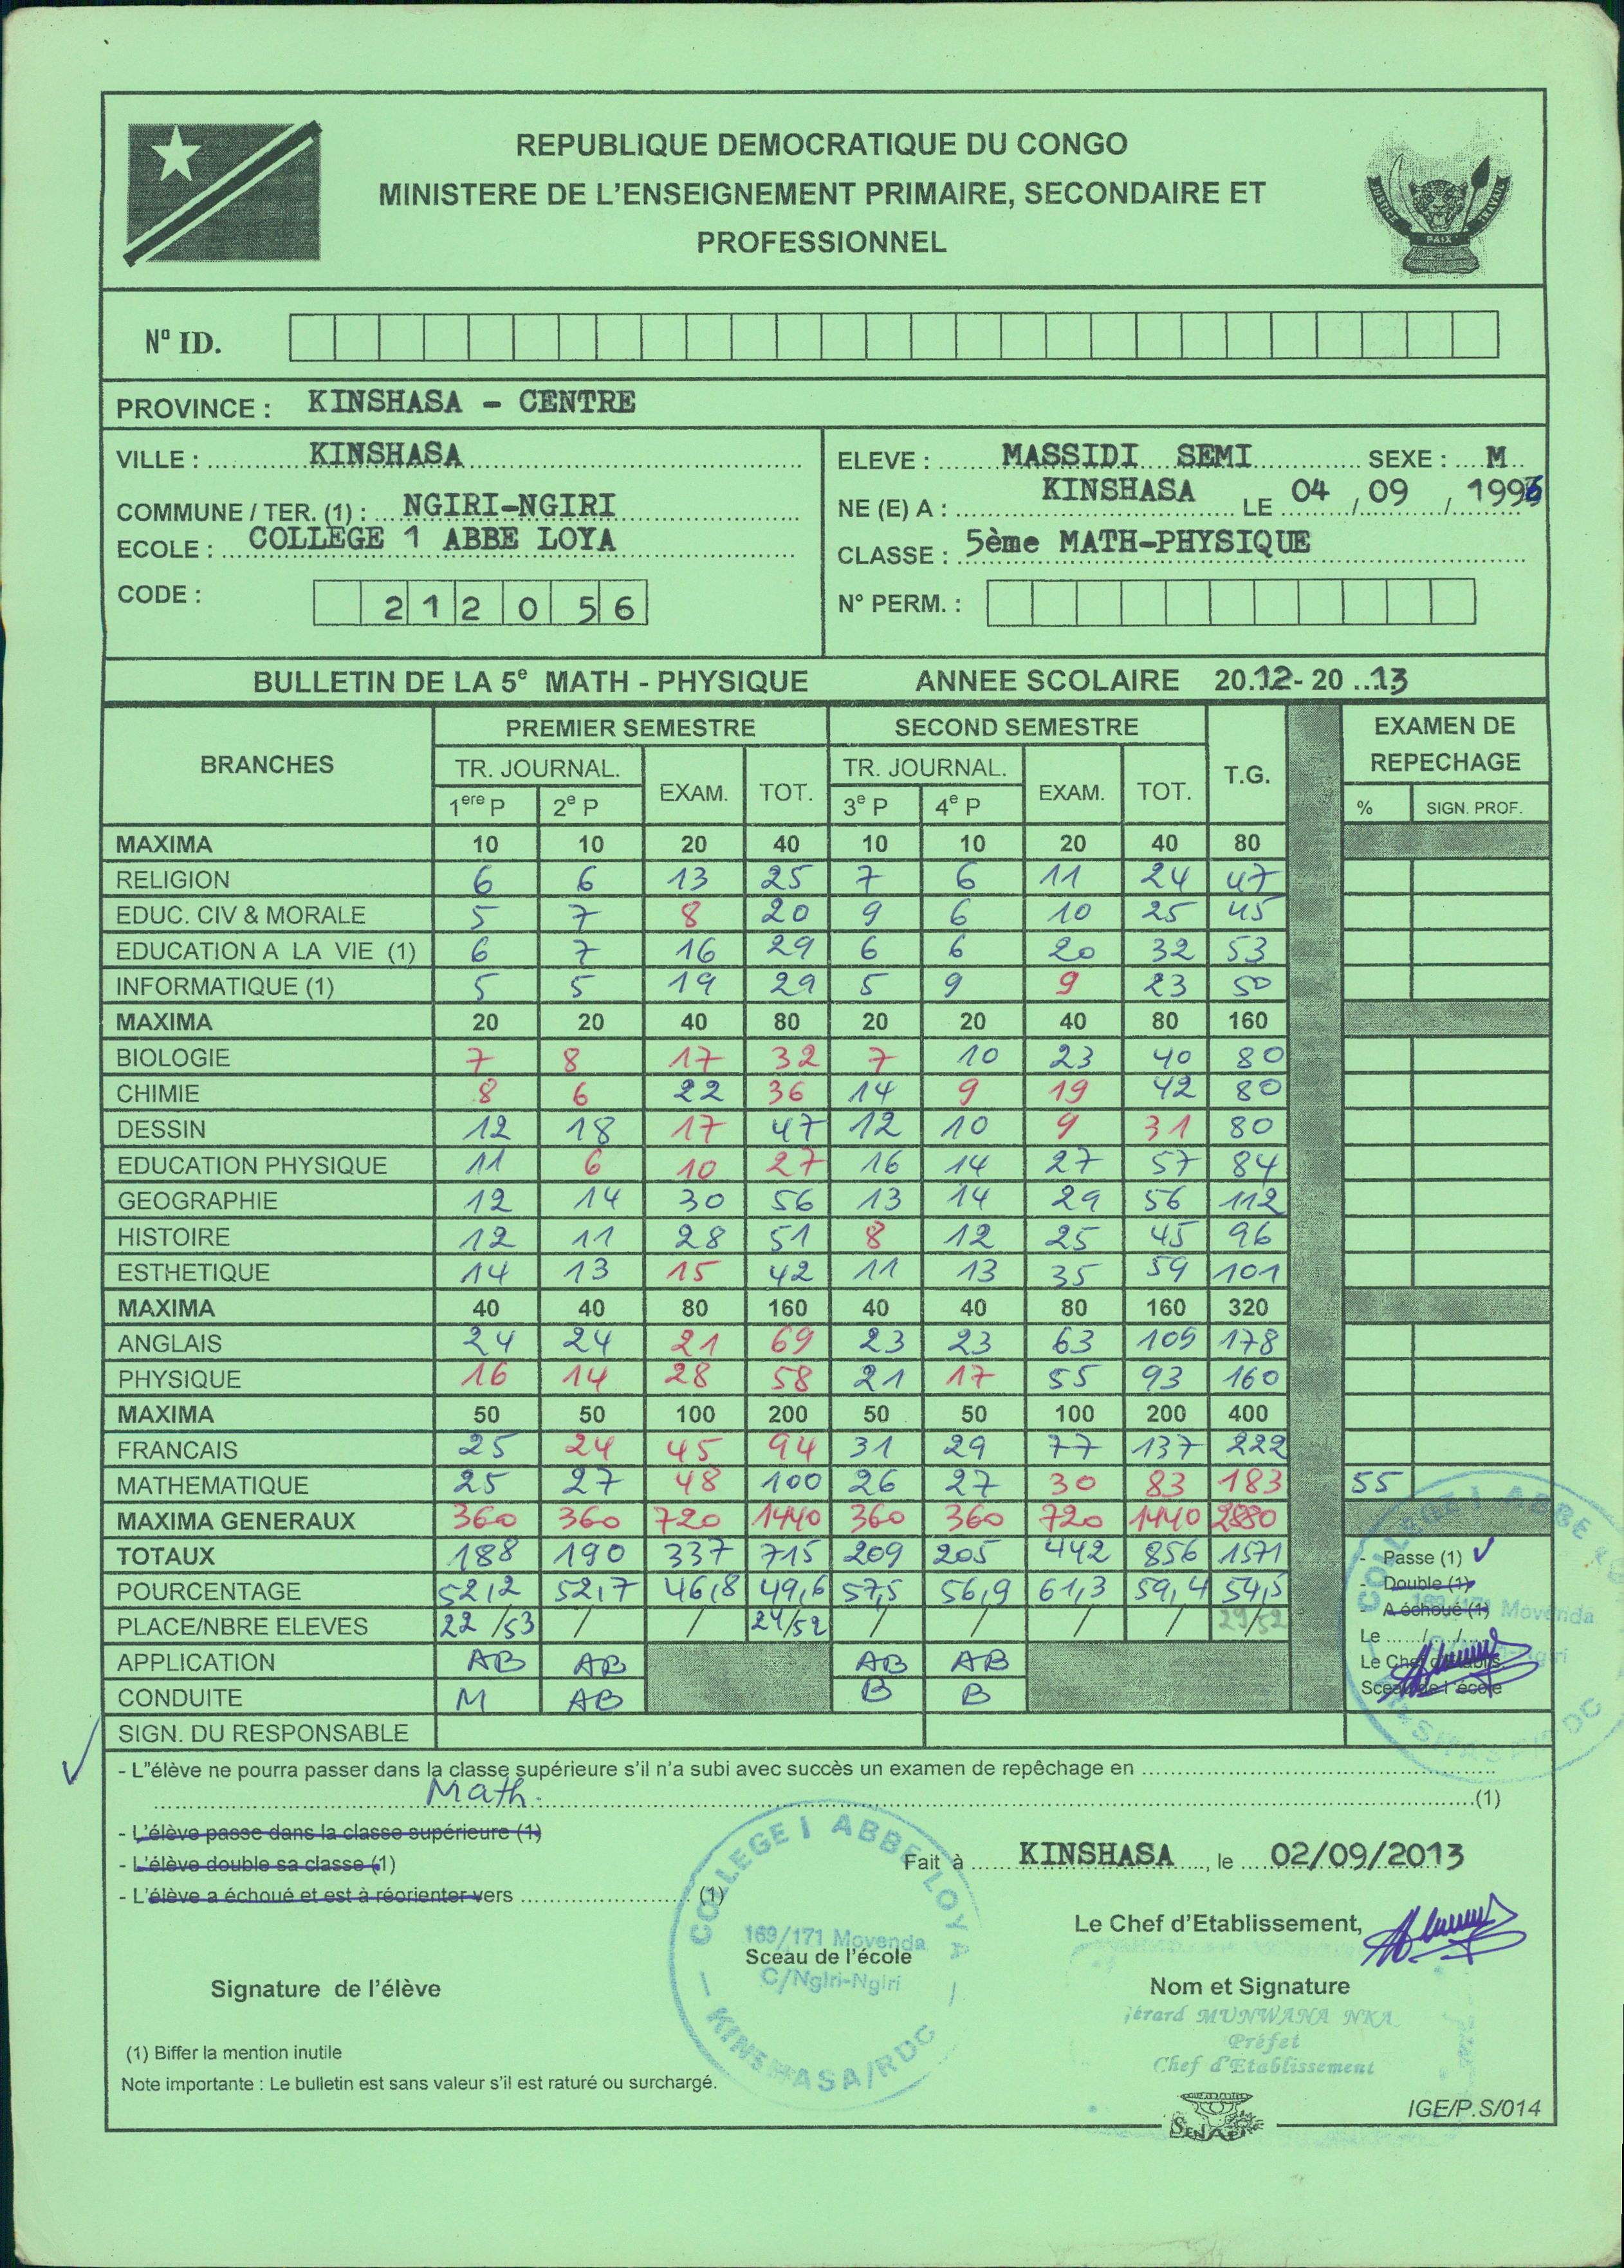 REPUBLIQUE DEMOCRATIQUE DU CONGO
MINISTERE DE L'ENSEIGNEMENT PRIMAIRE, SECONDAIRE ET
PROFESSIONNEL
JUSTICE PAIX TRAVAIL
N° ID.
PROVINCE : KINSHASA - CENTRE
VILLE : KINSHASA
COMMUNE / TER. (1) : NGIRI-NGIRI
ECOLE : COLLEGE 1 ABBE LOYA
CODE : 2 1 2 0 5 6
ELEVE : MASSIDI SEMI SEXE : M
NE (E) A : KINSHASA LE 04 / 09 / 1996
CLASSE : 5ème MATH-PHYSIQUE
N° PERM. :
BULLETIN DE LA 5e MATH - PHYSIQUE ANNEE SCOLAIRE 20.12- 20 ..13
BRANCHES PREMIER SEMESTRE SECOND SEMESTRE T.G. EXAMEN DE REPECHAGE
TR. JOURNAL. EXAM. TOT. TR. JOURNAL. EXAM. TOT.
1ere P 2e P 3e P 4e P % SIGN. PROF.
MAXIMA 10 10 20 40 10 10 20 40 80
RELIGION 6 6 13 25 7 6 11 24 47
EDUC. CIV & MORALE 5 7 8 20 9 6 10 25 45
EDUCATION A LA VIE (1) 6 7 16 29 6 6 20 32 53
INFORMATIQUE (1) 5 5 19 29 5 9 9 23 50
MAXIMA 20 20 40 80 20 20 40 80 160
BIOLOGIE 7 8 17 32 7 10 23 40 80
CHIMIE 8 6 22 36 14 9 19 42 80
DESSIN 12 18 17 47 12 10 9 31 80
EDUCATION PHYSIQUE 11 6 10 27 16 14 27 57 84
GEOGRAPHIE 12 14 30 56 13 14 29 56 112
HISTOIRE 12 11 28 51 8 12 25 45 96
ESTHETIQUE 14 13 15 42 11 13 35 59 101
MAXIMA 40 40 80 160 40 40 80 160 320
ANGLAIS 24 24 21 69 23 23 63 109 178
PHYSIQUE 16 14 28 58 21 17 55 93 160
MAXIMA 50 50 100 200 50 50 100 200 400
FRANCAIS 25 24 45 94 31 29 77 137 222
MATHEMATIQUE 25 27 48 100 26 27 30 83 183 55
MAXIMA GENERAUX 360 360 720 1440 360 360 720 1440 2880
TOTAUX 188 190 337 715 209 205 442 856 1571
POURCENTAGE 52,2 52,7 46,8 49,6 57,5 56,9 61,3 59,4 54,5
PLACE/NBRE ELEVES 22 /53 / / 24/52 / / / / 29/52
APPLICATION AB AB AB AB
CONDUITE M AB B B
SIGN. DU RESPONSABLE
- Passe (1) ✓
- Double (1)
- A échoué (1)
Le ....../....../......
Le Chef d'Etablis.
Sceau de l'école
COLLEGE I ABBE
169/171 Movenda
- L"élève ne pourra passer dans la classe supérieure s'il n'a subi avec succès un examen de repêchage en
Math. (1)
- L'élève passe dans la classe supérieure (1)
- L'élève double sa classe (1)
- L'élève a échoué et est à réorienter vers (1)
Fait à KINSHASA, le 02/09/2013
Le Chef d'Etablissement,
COLLEGE I ABBE LOYA
169/171 Movenda
Sceau de l'école
C/Ngiri-Ngiri
KINSHASA/RDC
Signature de l'élève
Nom et Signature
MUNWANA NKA
Préfet
Chef d'Etablissement
(1) Biffer la mention inutile
Note importante : Le bulletin est sans valeur s'il est raturé ou surchargé.
IGE/P.S/014